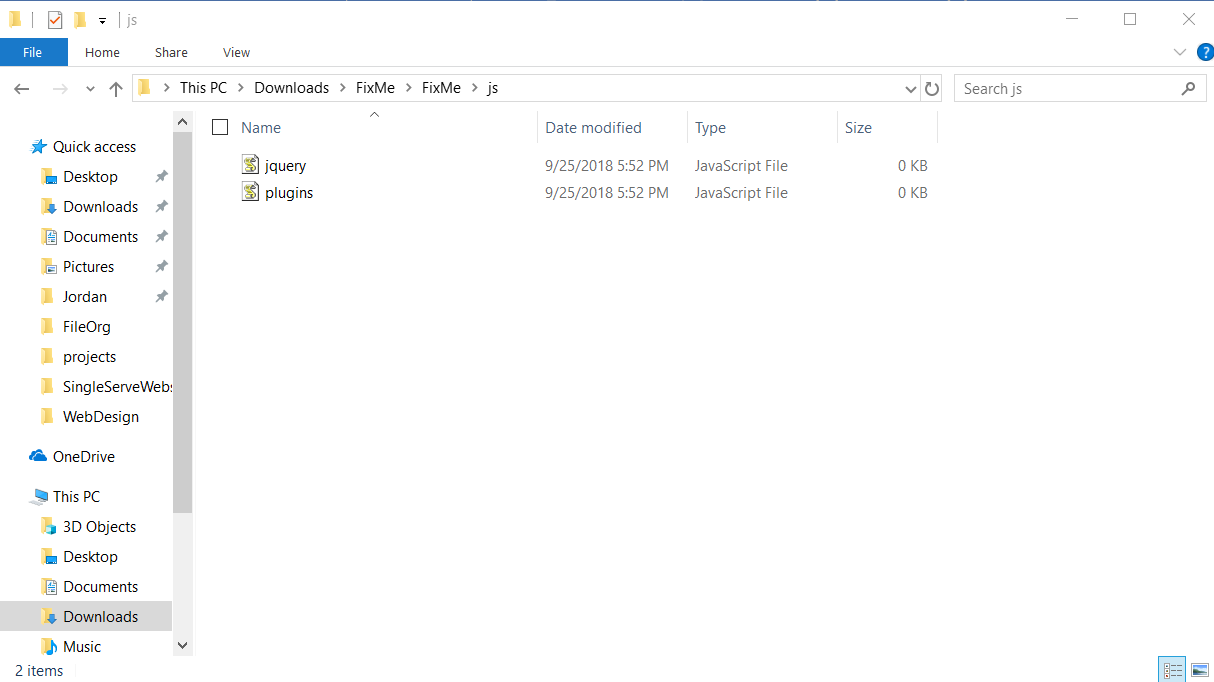 js
File Home Share View
This PC Downloads FixMe FixMe js
Search js
Name Date modified Type Size
jquery 9/25/2018 5:52 PM JavaScript File 0 KB
plugins 9/25/2018 5:52 PM JavaScript File 0 KB
Quick access
Desktop
Downloads
Documents
Pictures
Jordan
FileOrg
projects
SingleServeWebs
WebDesign
OneDrive
This PC
3D Objects
Desktop
Documents
Downloads
Music
2 items